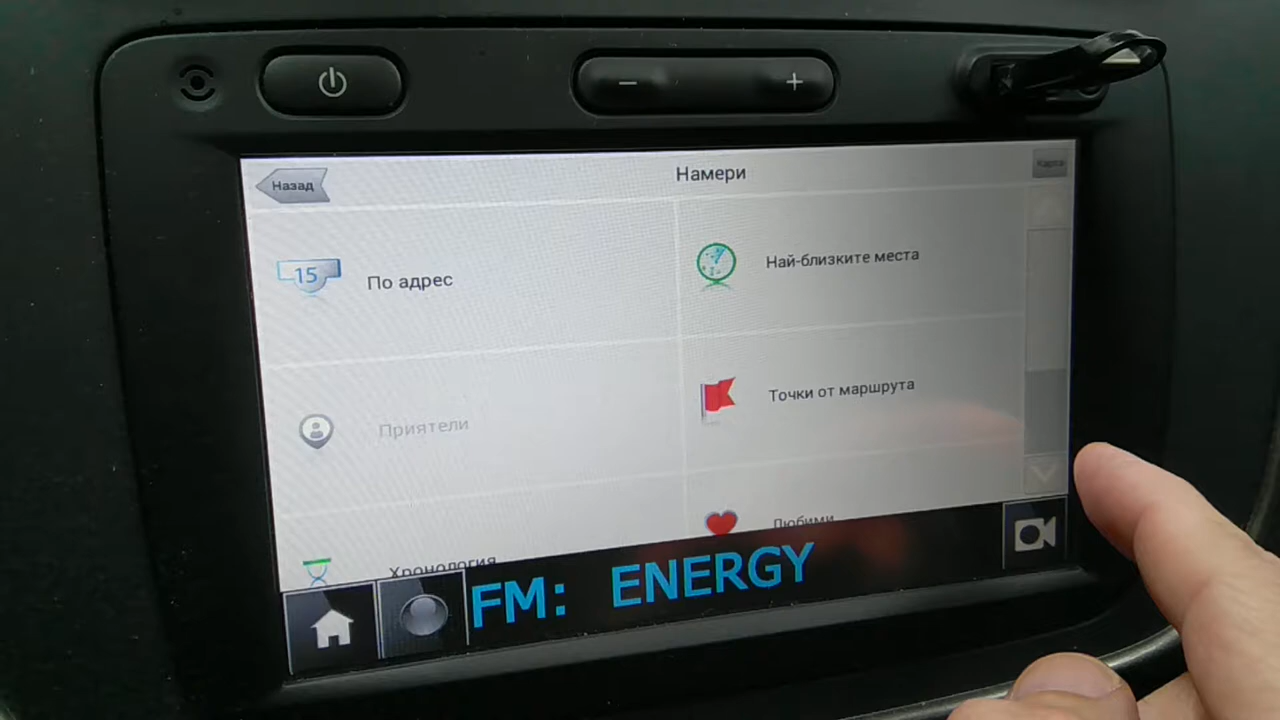 Назад
Намери
Карта
15
По адрес
Най-близките места
Приятели
Точки от маршрута
Хронология
Любими
FM: ENERGY